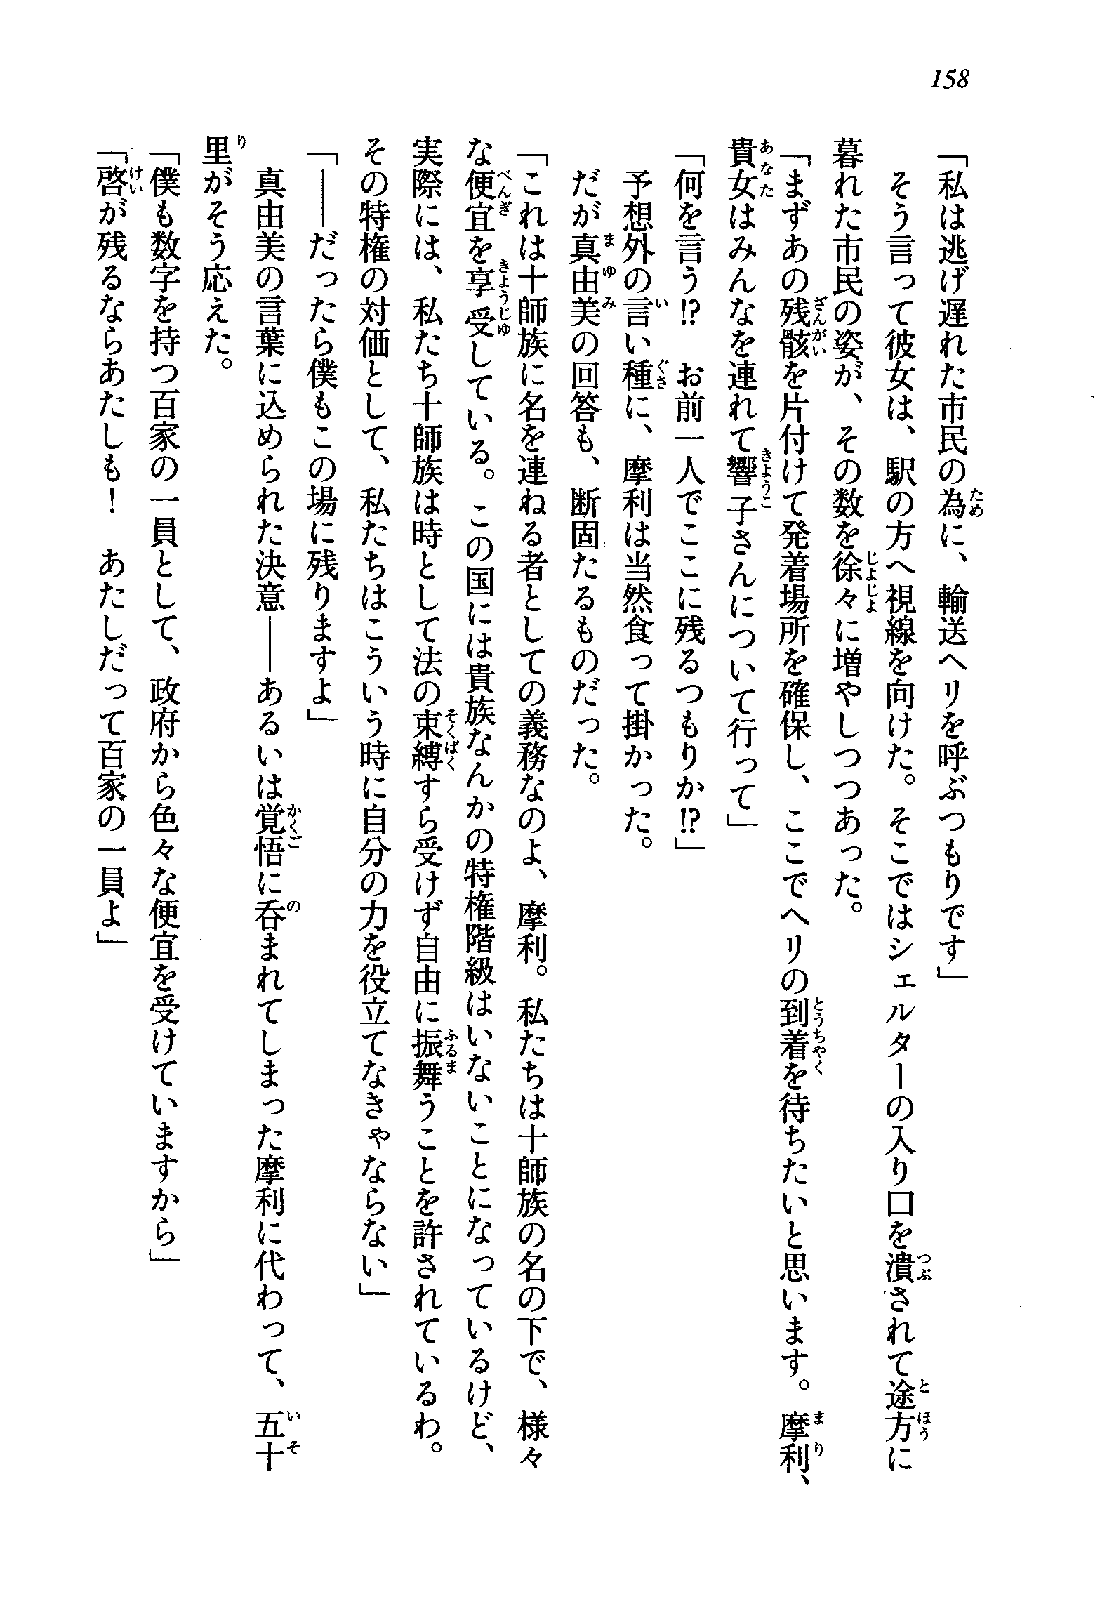 158
「私は逃げ遅れた市民の為に、輸送ヘリを呼ぶつもりです」
　そう言って彼女は、駅の方へ視線を向けた。そこではシェルターの入り口を潰されて途方に
暮れた市民の姿が、その数を徐々に増やしつつあった。
「まずあの残骸を片付けて発着場所を確保し、ここでヘリの到着を待ちたいと思います。摩利、
貴女はみんなを連れて響子さんについて行って」
「何を言う!?　お前一人でここに残るつもりか!?」
　予想外の言い種に、摩利は当然食って掛かった。
　だが真由美の回答も、断固たるものだった。
「これは十師族に名を連ねる者としての義務なのよ、摩利。私たちは十師族の名の下で、様々
な便宜を享受している。この国には貴族なんかの特権階級はいないことになっているけど、
実際には、私たち十師族は時として法の束縛すら受けず自由に振舞うことを許されているわ。
その特権の対価として、私たちはこういう時に自分の力を役立てなきゃならない」
「――だったら僕もこの場に残りますよ」
　真由美の言葉に込められた決意――あるいは覚悟に呑まれてしまった摩利に代わって、五十
里がそう応えた。
「僕も数字を持つ百家の一員として、政府から色々な便宜を受けていますから」
「啓が残るならあたしも！　あたしだって百家の一員よ」